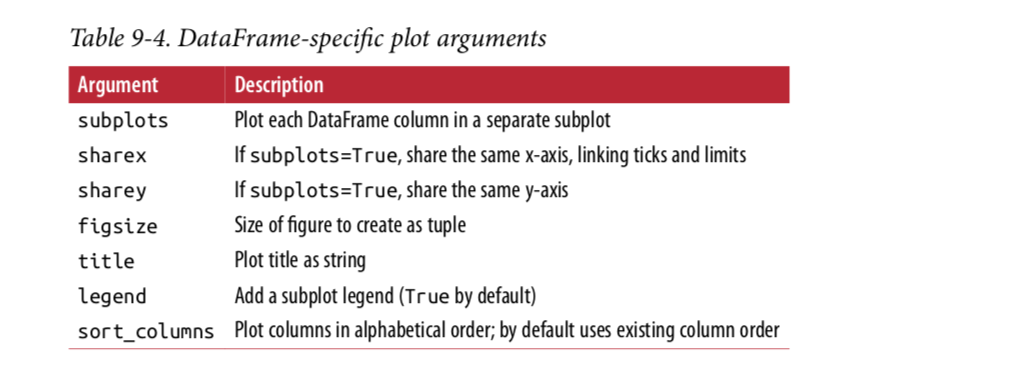 Table 9-4. DataFrame-specific plot arguments
Argument Description
subplots Plot each DataFrame column in a separate subplot
sharex If subplots=True, share the same x-axis, linking ticks and limits
sharey If subplots=True, share the same y-axis
figsize Size of figure to create as tuple
title Plot title as string
legend Add a subplot legend (True by default)
sort_columns Plot columns in alphabetical order; by default uses existing column order